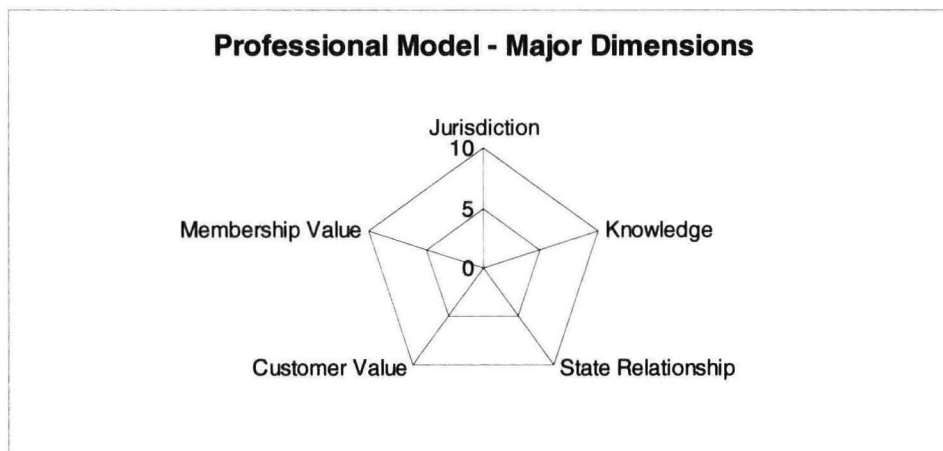 Professional Model - Major Dimensions
Jurisdiction
10
5
0
Membership Value
Knowledge
Customer Value
State Relationship